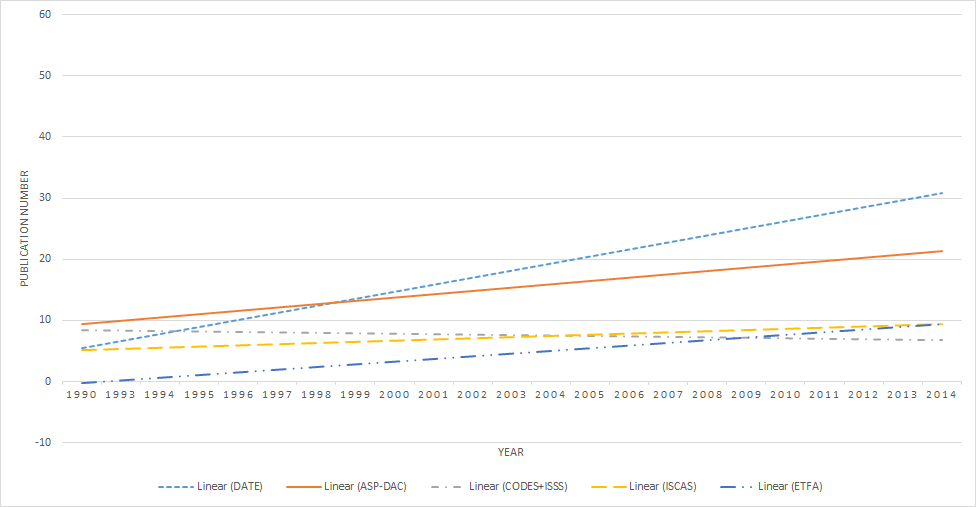 60
50
40
30
20
10
0
-10
PUBLICATION NUMBER
1990 1993 1994 1995 1996 1997 1998 1999 2000 2001 2002 2003 2004 2005 2006 2007 2008 2009 2010 2011 2012 2013 2014
YEAR
Linear (DATE) Linear (ASP-DAC) Linear (CODES+ISSS) Linear (ISCAS) Linear (ETFA)